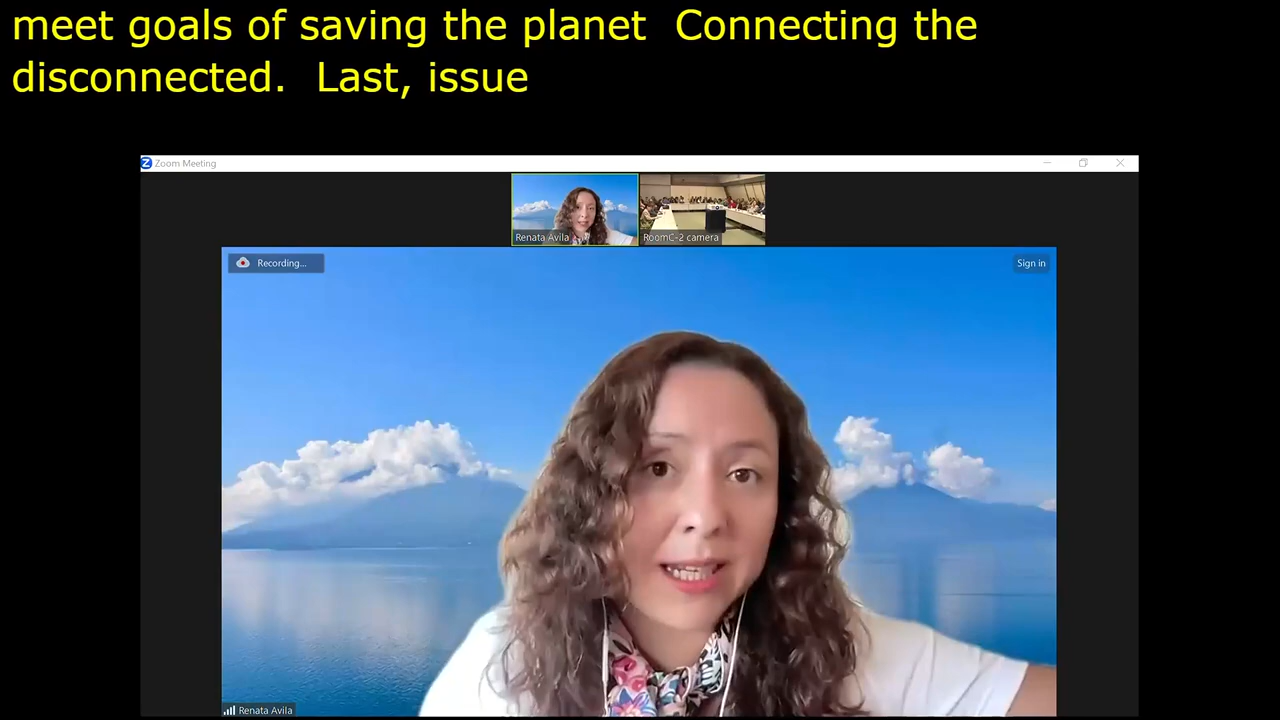 meet goals of saving the planet  Connecting the
disconnected.  Last, issue
Zoom Meeting
Renata Avila
RoomC-2 camera
Recording...
Sign in
Renata Avila